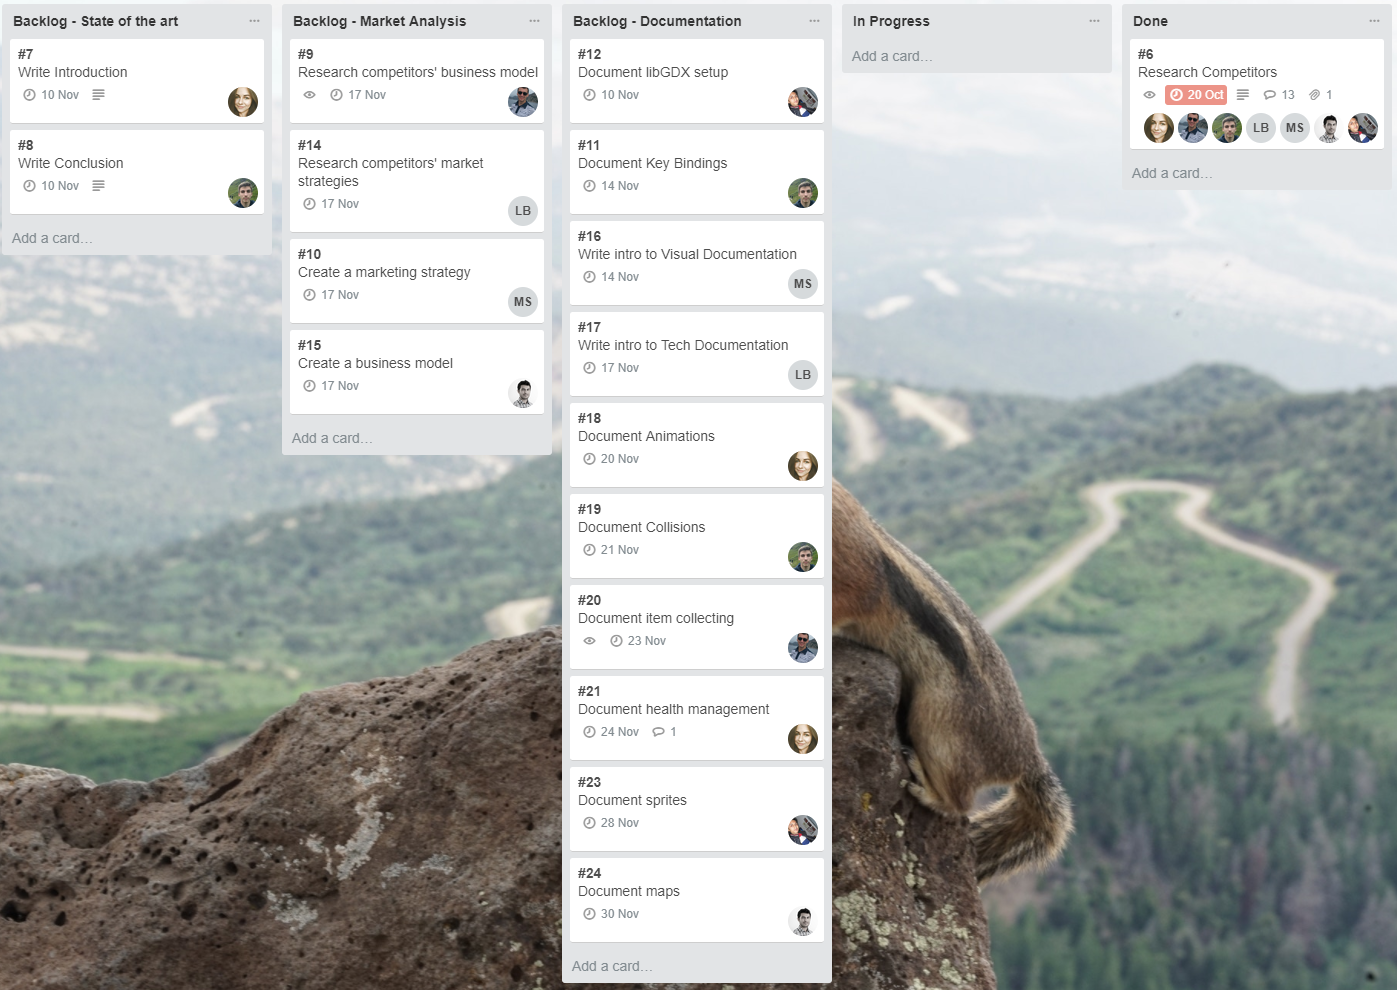 Backlog - State of the art
#7
Write Introduction
10 Nov
#8
Write Conclusion
10 Nov
Add a card…
Backlog - Market Analysis
#9
Research competitors' business model
17 Nov
#14
Research competitors' market
strategies
17 Nov
LB
#10
Create a marketing strategy
17 Nov
MS
#15
Create a business model
17 Nov
Add a card…
Backlog - Documentation
#12
Document libGDX setup
10 Nov
#11
Document Key Bindings
14 Nov
#16
Write intro to Visual Documentation
14 Nov
MS
#17
Write intro to Tech Documentation
17 Nov
LB
#18
Document Animations
20 Nov
#19
Document Collisions
21 Nov
#20
Document item collecting
23 Nov
#21
Document health management
24 Nov 1
#23
Document sprites
28 Nov
#24
Document maps
30 Nov
Add a card…
In Progress
Add a card…
Done
#6
Research Competitors
20 Oct 13 1
LB MS
Add a card…